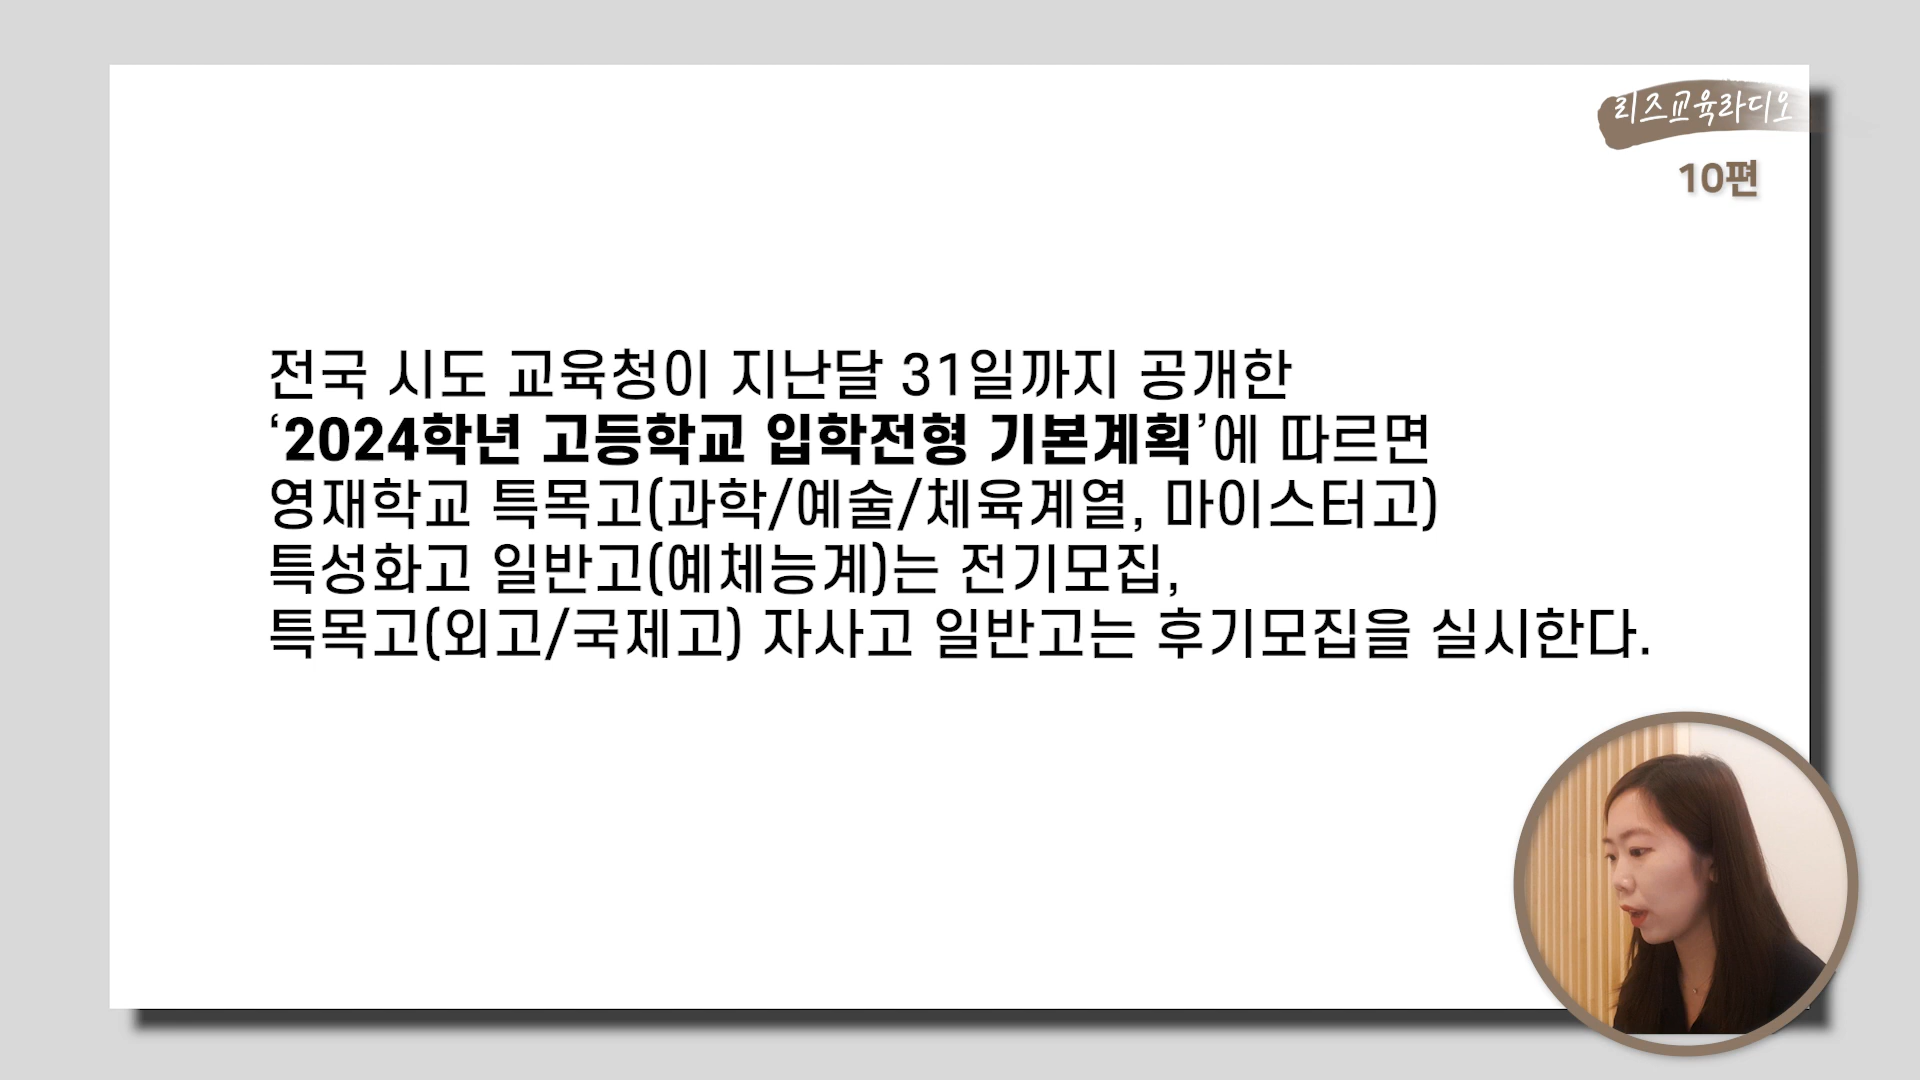 리즈교육라디오
10편
전국 시도 교육청이 지난달 31일까지 공개한
‘2024학년 고등학교 입학전형 기본계획’에 따르면
영재학교 특목고(과학/예술/체육계열, 마이스터고)
특성화고 일반고(예체능계)는 전기모집,
특목고(외고/국제고) 자사고 일반고는 후기모집을 실시한다.